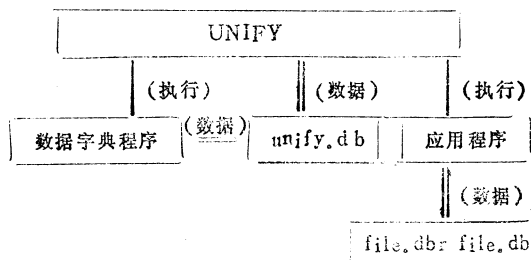 UNIFY
(执行) (数据) (执行)
数据字典程序 (数据) unify.db 应用程序
(数据)
file.dbr file.db